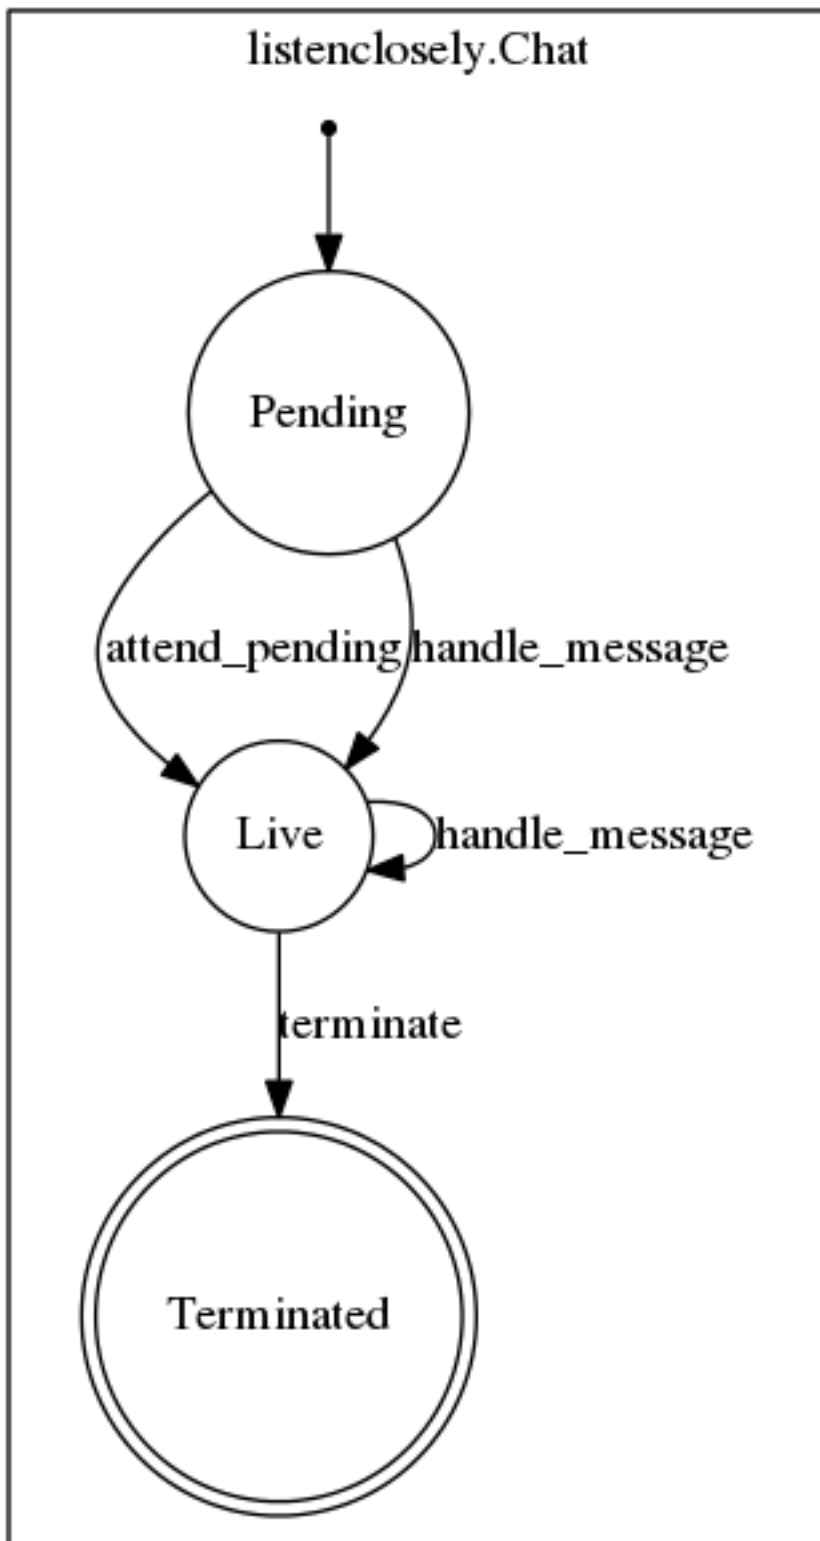 listenclosely.Chat
Pending
attend_pending handle_message
Live handle_message
terminate
Terminated